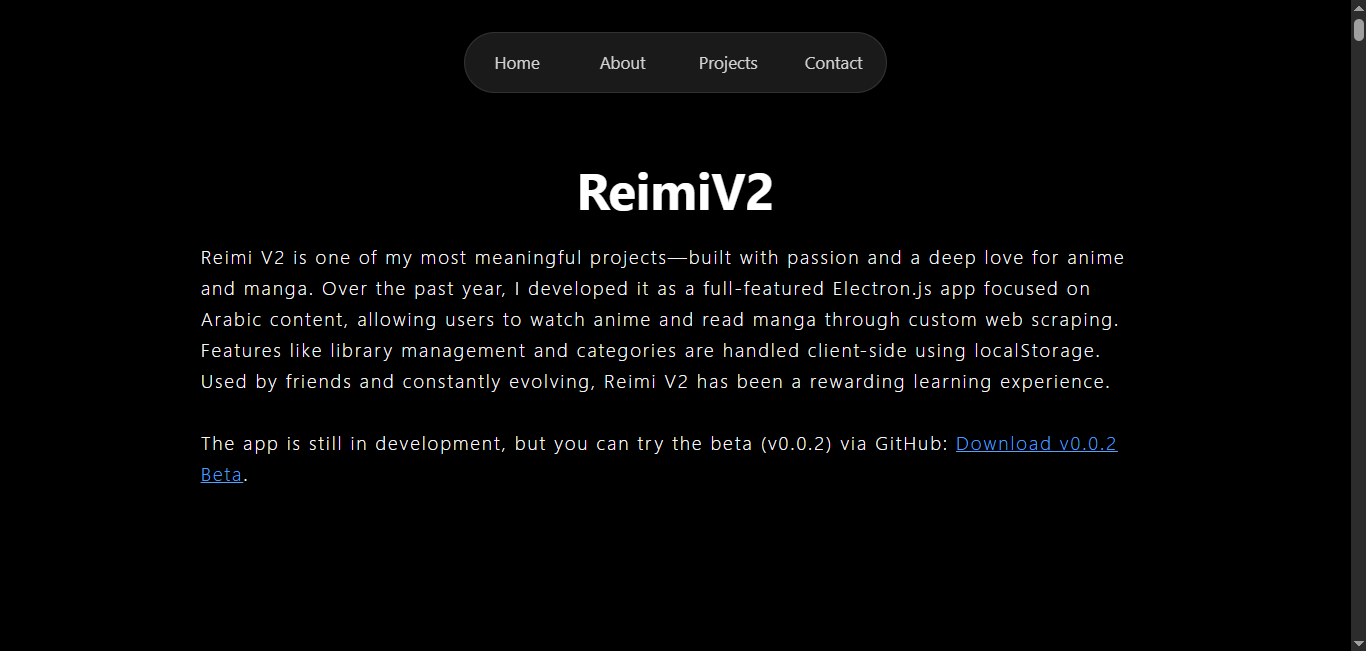 Home About Projects Contact
ReimiV2
Reimi V2 is one of my most meaningful projects—built with passion and a deep love for anime
and manga. Over the past year, I developed it as a full-featured Electron.js app focused on
Arabic content, allowing users to watch anime and read manga through custom web scraping.
Features like library management and categories are handled client-side using localStorage.
Used by friends and constantly evolving, Reimi V2 has been a rewarding learning experience.
The app is still in development, but you can try the beta (v0.0.2) via GitHub: Download v0.0.2
Beta.